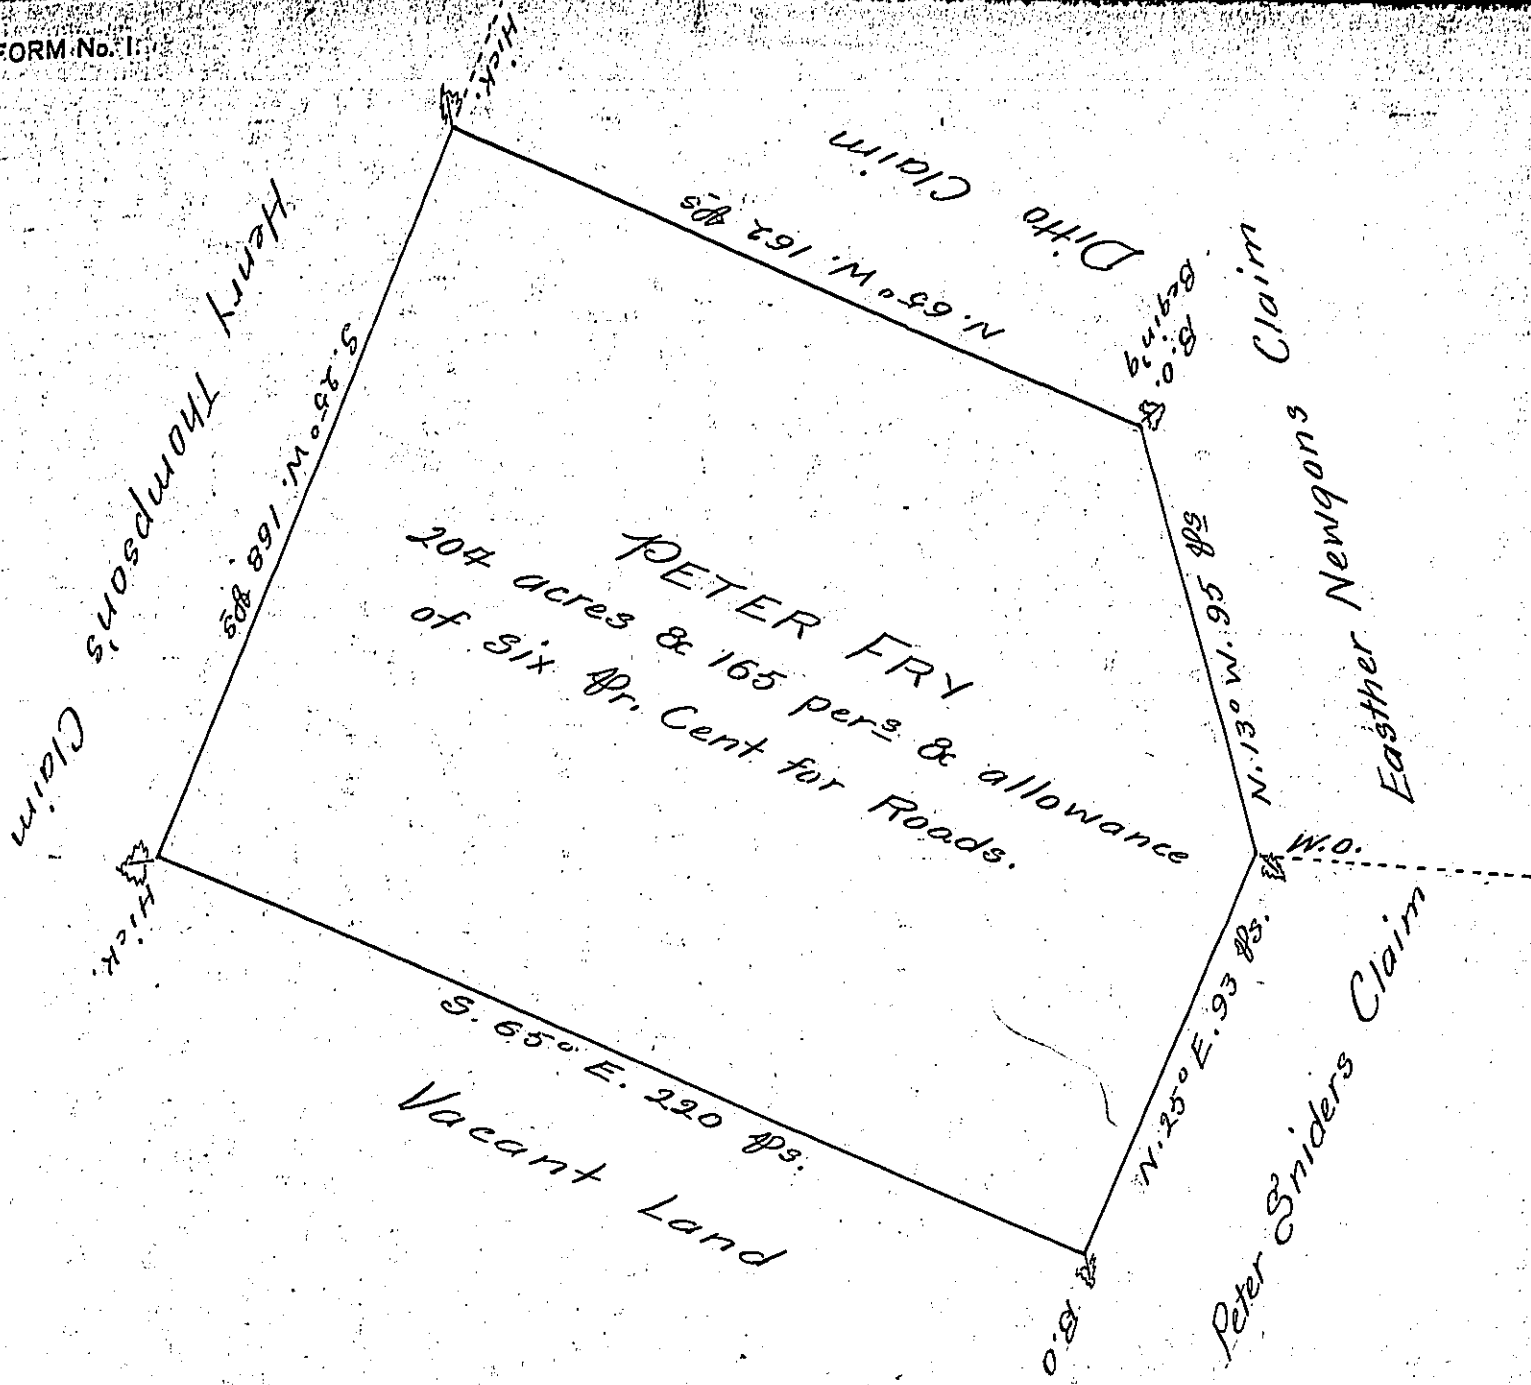 FORM No. 1.
Hick.
Ditto Claim
N. 65° W. 162 ps
Begin'g
B.O.
Easther Newgons Claim
N. 13° W. 95 ps
W.O.
Henry Thompson's Claim
S. 25° W. 168 ps
PETER FRY
204 acres & 165 pers & allowance
of six Pr. Cent for Roads.
Hick.
S. 65° E. 220 ps.
Vacant Land
N. 25° E. 93 ps.
Peter Sniders Claim
B.O